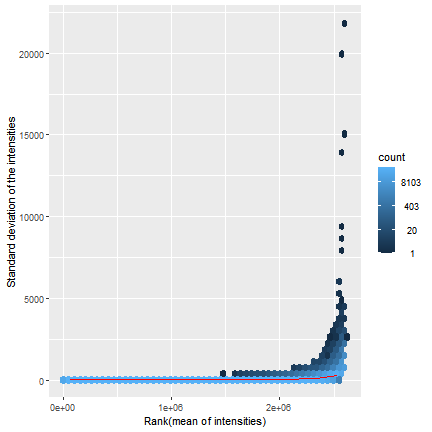 20000
15000
10000
5000
0
Standard deviation of the intensities
0e+00
1e+06
2e+06
Rank(mean of intensities)
count
8103
403
20
1